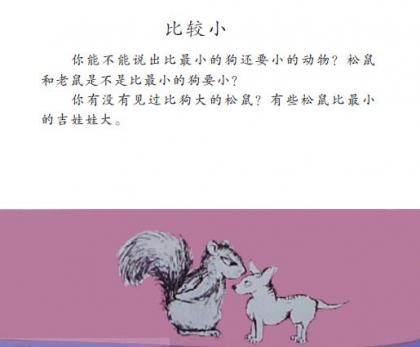 比较小
你能不能说出比最小的狗还要小的动物？松鼠
和老鼠是不是比最小的狗要小？
你有没有见过比狗大的松鼠？有些松鼠比最小
的吉娃娃大。